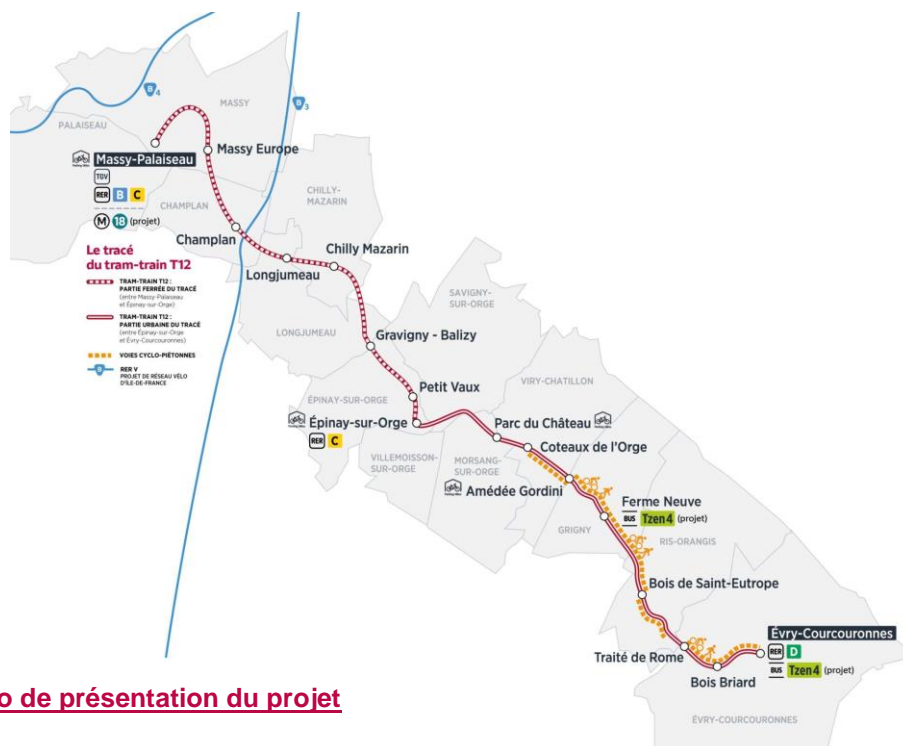 B 4
MASSY
B 3
PALAISEAU
Massy Europe
Massy-Palaiseau
TGV
RER B C
M 18 (projet)
CHAMPLAN
CHILLY-
MAZARIN
Champlan
Chilly Mazarin
Longjumeau
Le tracé
du tram-train T12
TRAM-TRAIN T12 :
PARTIE FERRÉE DU TRACÉ
(entre Massy-Palaiseau
et Épinay-sur-Orge)
TRAM-TRAIN T12 :
PARTIE URBAINE DU TRACÉ
(entre Épinay-sur-Orge
et Évry-Courcouronnes)
VOIES CYCLO-PIÉTONNES
B
RER V
PROJET DE RÉSEAU VÉLO
D'ÎLE-DE-FRANCE
SAVIGNY-
SUR-ORGE
LONGJUMEAU
Gravigny - Balizy
Petit Vaux
VIRY-CHATILLON
ÉPINAY-SUR-ORGE
Épinay-sur-Orge
RER C
Parc du Château
Coteaux de l'Orge
VILLEMOISSON-
SUR-ORGE
MORSANG-
SUR-ORGE
Amédée Gordini
Ferme Neuve
BUS Tzen 4 (projet)
GRIGNY
RIS-ORANGIS
Bois de Saint-Eutrope
Évry-Courcouronnes
RER D
BUS Tzen 4 (projet)
Traité de Rome
Bois Briard
o de présentation du projet
ÉVRY-COURCOURONNES